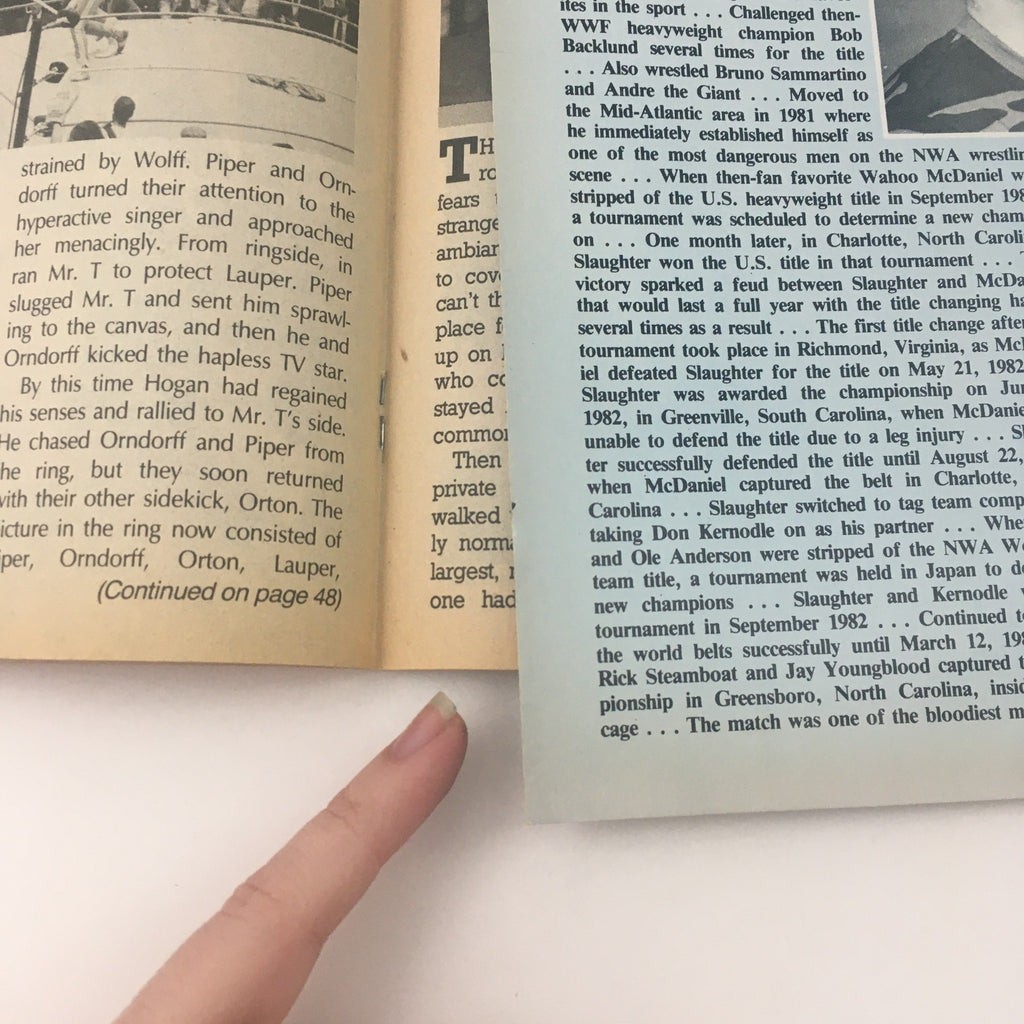 strained by Wolff. Piper and Orn-
dorff turned their attention to the
hyperactive singer and approached
her menacingly. From ringside, in
ran Mr. T to protect Lauper. Piper
slugged Mr. T and sent him sprawl-
ing to the canvas, and then he and
Orndorff kicked the hapless TV star.
By this time Hogan had regained
his senses and rallied to Mr. T's side.
He chased Orndorff and Piper from
he ring, but they soon returned
with their other sidekick, Orton. The
icture in the ring now consisted of
iper, Orndorff, Orton, Lauper,
(Continued on page 48)
TH
ro
fears
strange
ambian
to cov
can't th
place f
up on
who co
stayed
common
Then
private
walked
ly norma
largest,
one had
ites in the sport . . . Challenged then-
WWF heavyweight champion Bob
Backlund several times for the title
. . . Also wrestled Bruno Sammartino
and Andre the Giant . . . Moved to
the Mid-Atlantic area in 1981 where
he immediately established himself as
one of the most dangerous men on the NWA wrestlin
scene . . . When then-fan favorite Wahoo McDaniel w
stripped of the U.S. heavyweight title in September 198
a tournament was scheduled to determine a new cham
on . . . One month later, in Charlotte, North Caroli
Slaughter won the U.S. title in that tournament . . .
victory sparked a feud between Slaughter and McDa
that would last a full year with the title changing ha
several times as a result . . . The first title change after
tournament took place in Richmond, Virginia, as McD
iel defeated Slaughter for the title on May 21, 1982
Slaughter was awarded the championship on Jun
1982, in Greenville, South Carolina, when McDanie
unable to defend the title due to a leg injury . . . Sl
ter successfully defended the title until August 22,
when McDaniel captured the belt in Charlotte,
Carolina . . . Slaughter switched to tag team comp
taking Don Kernodle on as his partner . . . Whe
and Ole Anderson were stripped of the NWA Wo
team title, a tournament was held in Japan to de
new champions . . . Slaughter and Kernodle
tournament in September 1982 . . . Continued to
the world belts successfully until March 12, 198
Rick Steamboat and Jay Youngblood captured t
pionship in Greensboro, North Carolina, insid
cage . . . The match was one of the bloodiest m